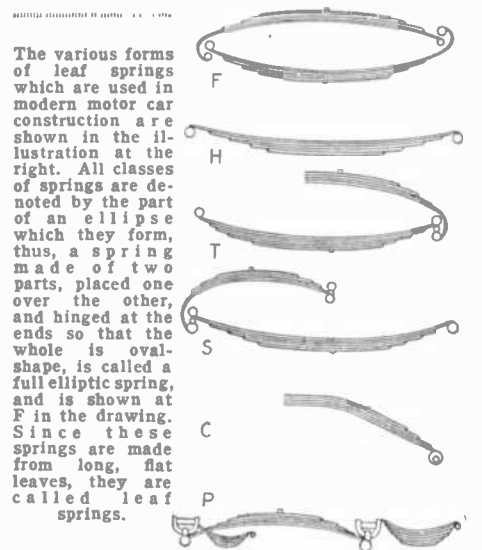 The various forms
of leaf springs
which are used in
modern motor car
construction are
shown in the il-
lustration at the
right. All classes
of springs are de-
noted by the part
of an ellipse
which they form,
thus, a spring
made of two
parts, placed one
over the other,
and hinged at the
ends so that the
whole is oval-
shape, is called a
full elliptic spring,
and is shown at
F in the drawing.
Since these
springs are made
from long, flat
leaves, they are
called leaf
springs.
F
H
T
S
C
P